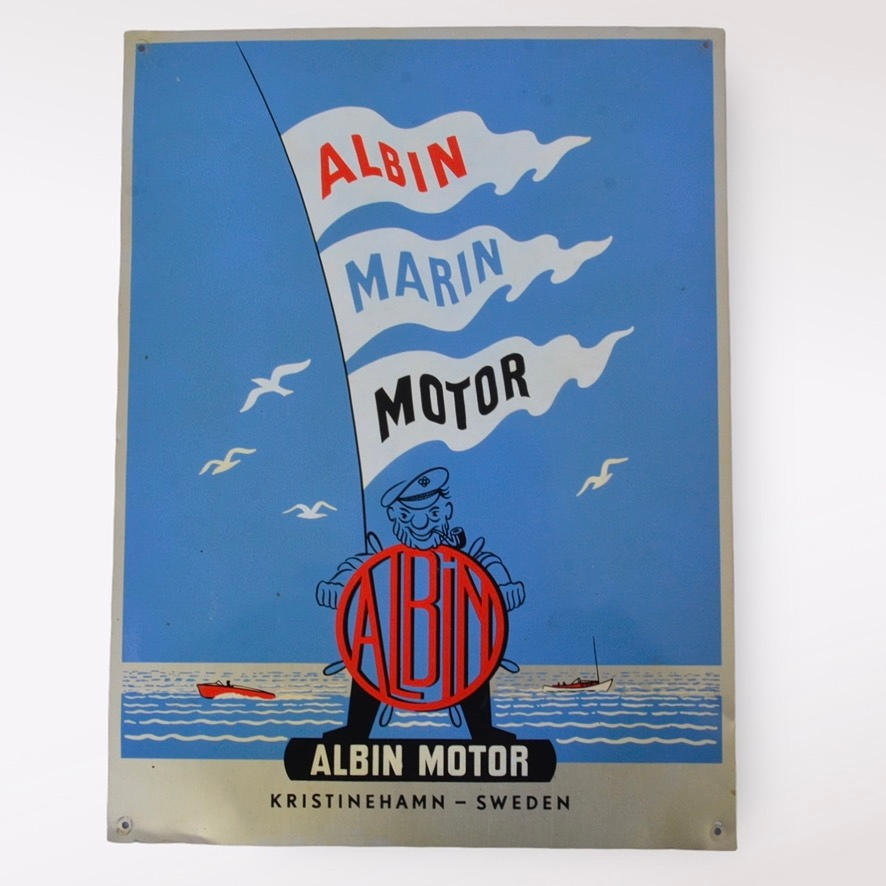 ALBIN
MARIN
MOTOR
ALBIN
ALBIN MOTOR
KRISTINEHAMN – SWEDEN